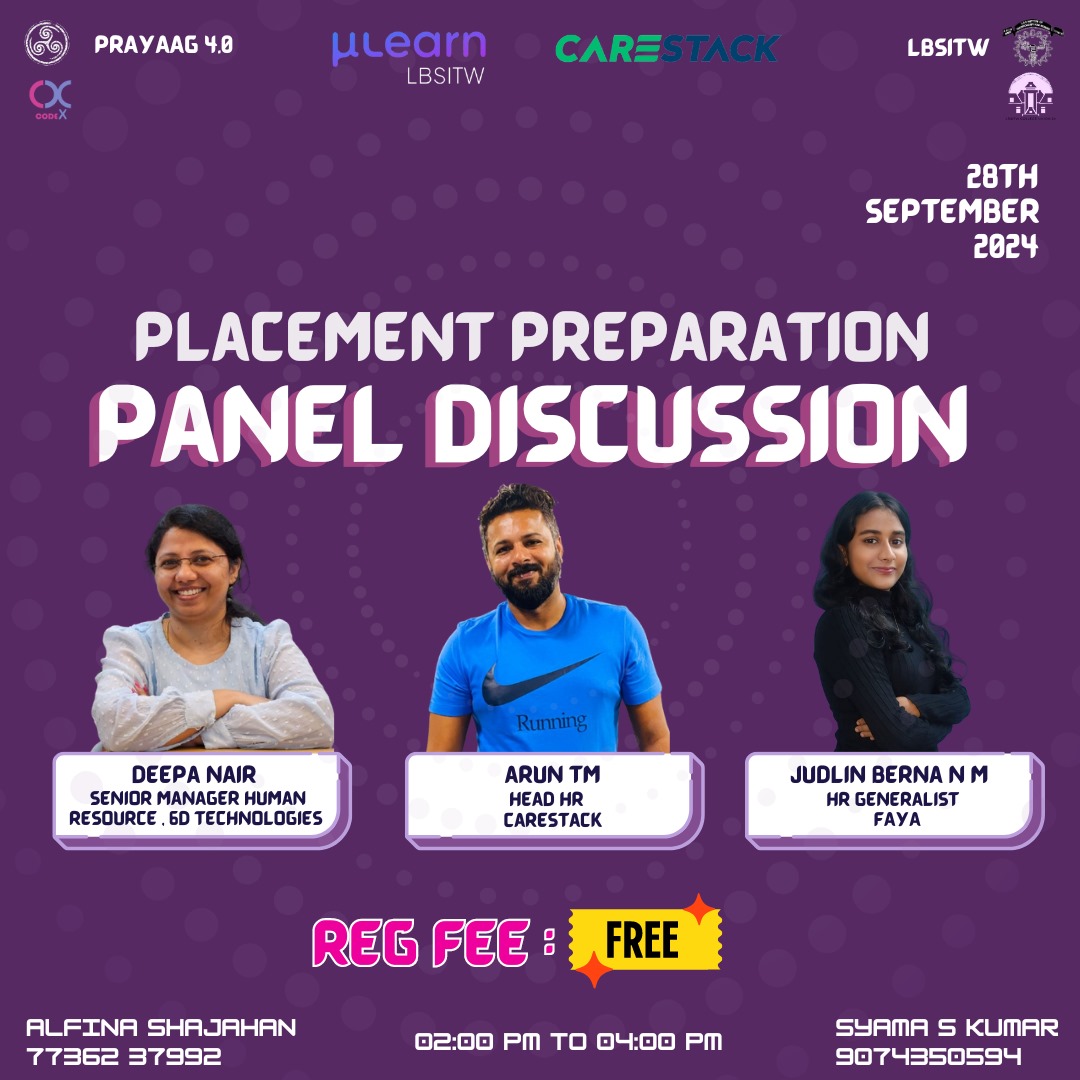 PRAYAAG 4.0
CODEX
µLearn
LBSITW
CARESTACK
LBSITW
28TH
SEPTEMBER
2024
PLACEMENT PREPARATION
PANEL DISCUSSION
Running
DEEPA NAIR
SENIOR MANAGER HUMAN
RESOURCE , 6D TECHNOLOGIES
ARUN TM
HEAD HR
CARESTACK
JUDLIN BERNA N M
HR GENERALIST
FAYA
REG FEE : FREE
ALFINA SHAJAHAN
77362 37992
02:00 PM TO 04:00 PM
SYAMA S KUMAR
9074350594